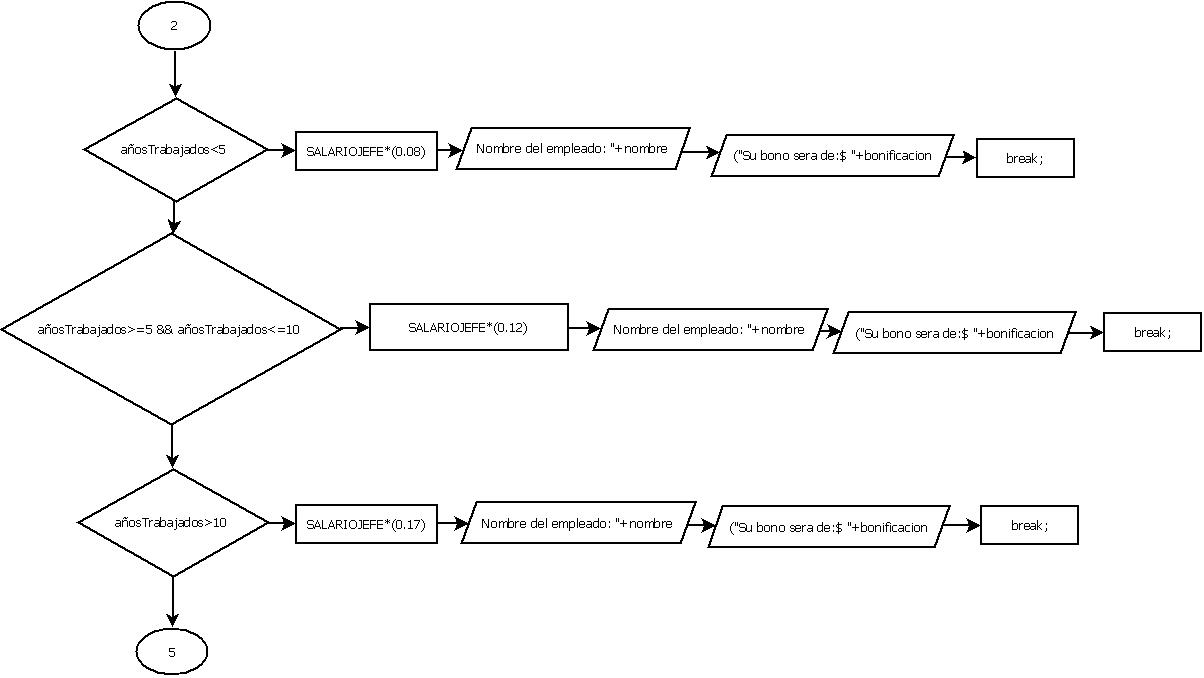 2
añosTrabajados<5
SALARIOJEFE*(0.08)
Nombre del empleado: "+nombre
("Su bono sera de:$ "+bonificacion
break;
añosTrabajados>=5 && añosTrabajados<=10
SALARIOJEFE*(0.12)
Nombre del empleado: "+nombre
("Su bono sera de:$ "+bonificacion
break;
añosTrabajados>10
SALARIOJEFE*(0.17)
Nombre del empleado: "+nombre
("Su bono sera de:$ "+bonificacion
break;
5